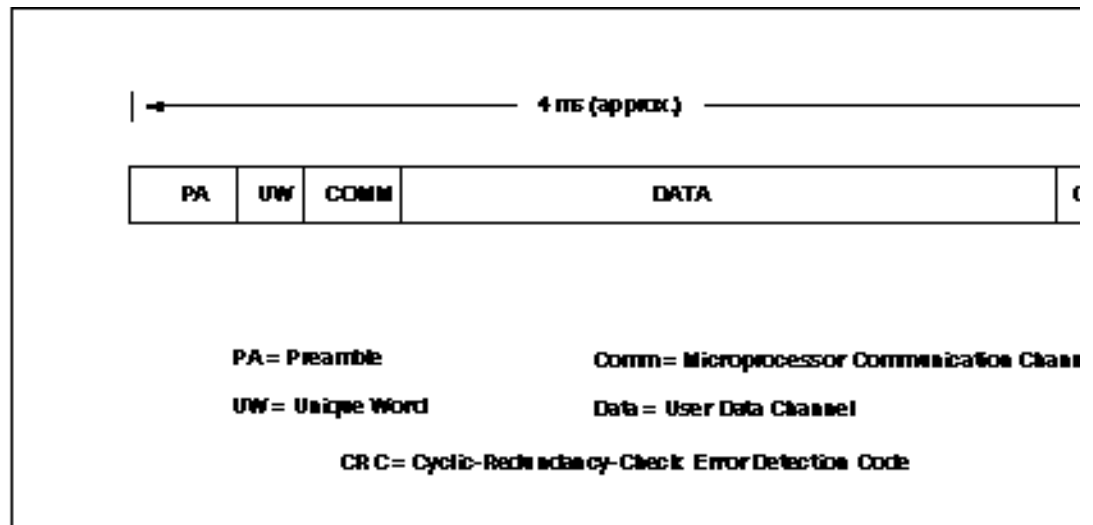 4 ms (approx.)
PA UW COMM DATA
PA = Preamble Comm = Microprocessor Communication
UW = Unique Word Data = User Data Channel
CRC = Cyclic-Redundancy-Check Error Detection Code